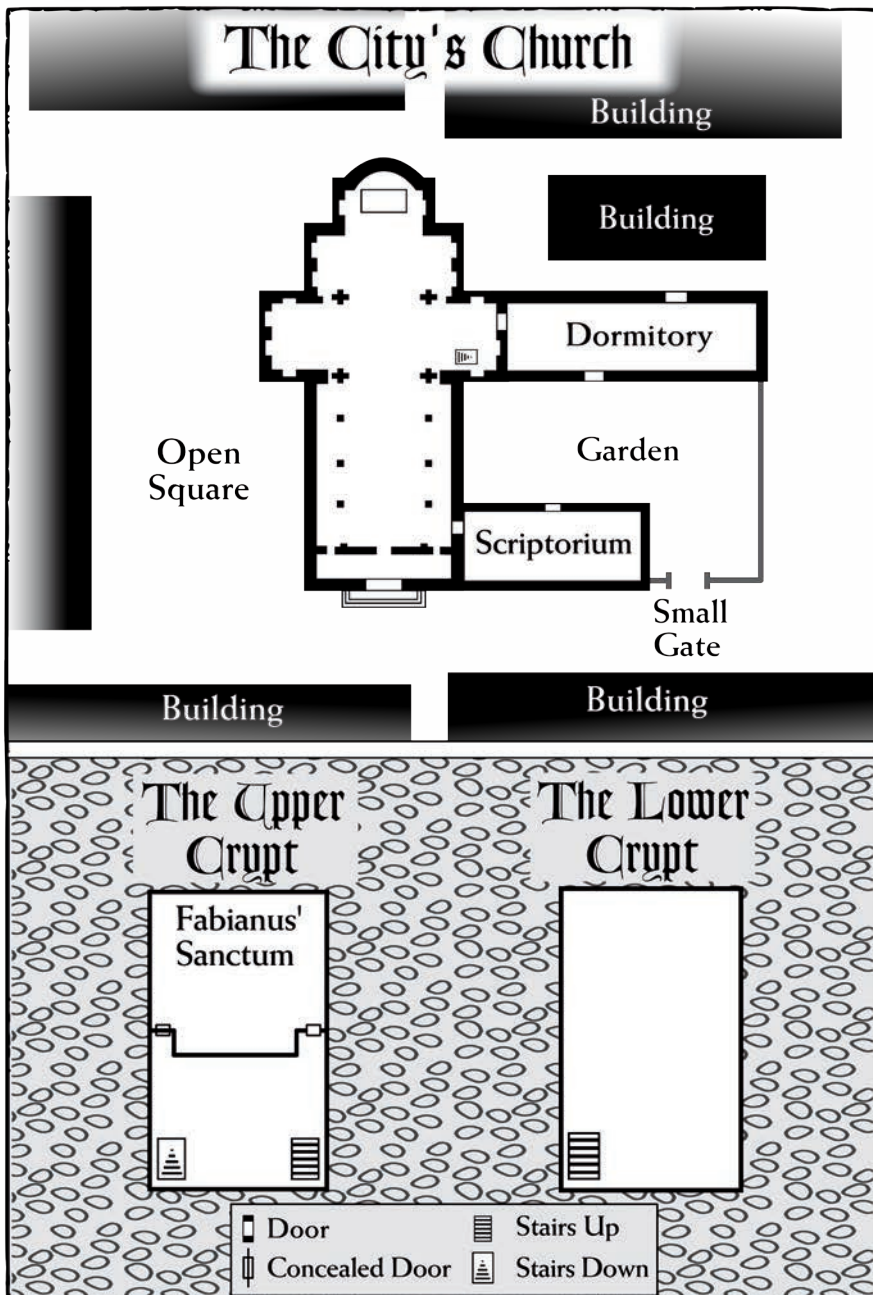 The City's Church
Building
Building
Dormitory
Open
Square
Garden
Scriptorium
Small
Gate
Building
Building
The Upper
Crypt
The Lower
Crypt
Fabianus'
Sanctum
Door
Stairs Up
Concealed Door
Stairs Down